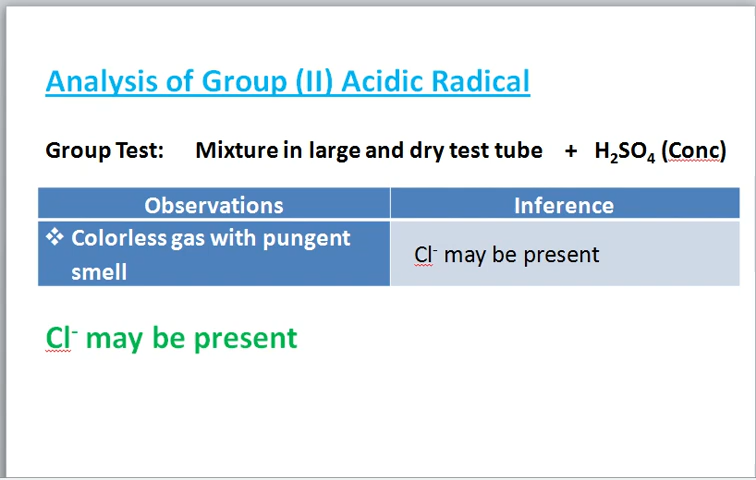 Analysis of Group (II) Acidic Radical
Group Test: Mixture in large and dry test tube + H₂SO₄ (Conc)
Observations Inference
❖ Colorless gas with pungent
smell
Cl⁻ may be present
Cl⁻ may be present